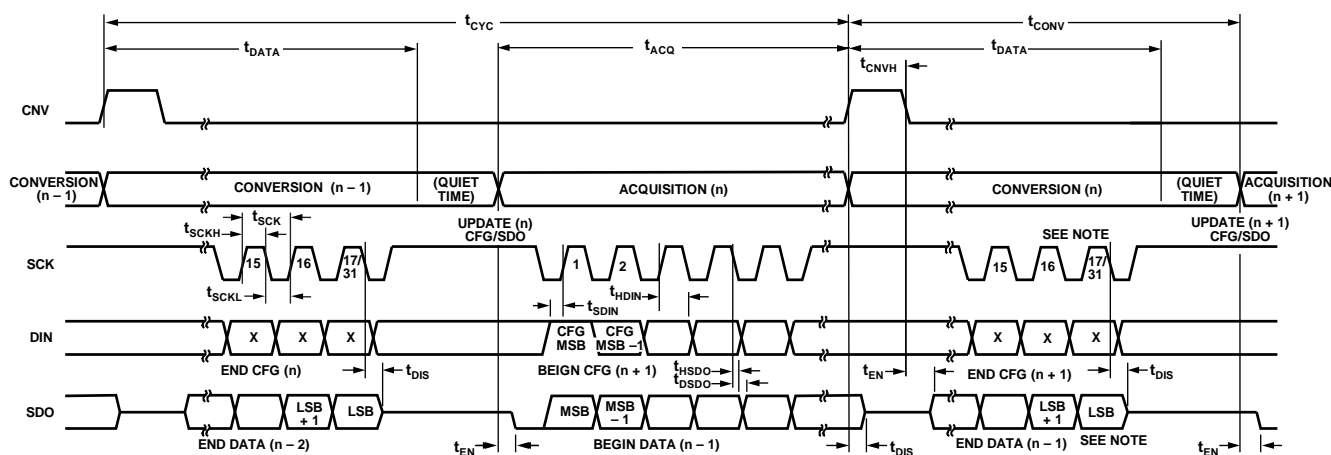 tCYC
tCONV
tDATA
tACQ
tDATA
tCNVH
CNV
CONVERSION
(n – 1)
CONVERSION (n – 1)
(QUIET
TIME)
ACQUISITION (n)
CONVERSION (n)
(QUIET
TIME)
ACQUISITION
(n + 1)
UPDATE (n)
CFG/SDO
UPDATE (n + 1)
CFG/SDO
tSCK
tSCKH
SEE NOTE
SCK
15
16
17/
31
1
2
15
16
17/
31
tSCKL
tHDIN
tSDIN
DIN
X
X
X
CFG
MSB
CFG
MSB –1
X
X
X
END CFG (n)
tDIS
BEIGN CFG (n + 1)
tHSDO
tDSDO
tEN
END CFG (n + 1)
tDIS
SDO
LSB
+ 1
LSB
MSB
MSB
– 1
LSB
+ 1
LSB
END DATA (n – 2)
tEN
BEGIN DATA (n – 1)
tDIS
END DATA (n – 1)
SEE NOTE
tEN